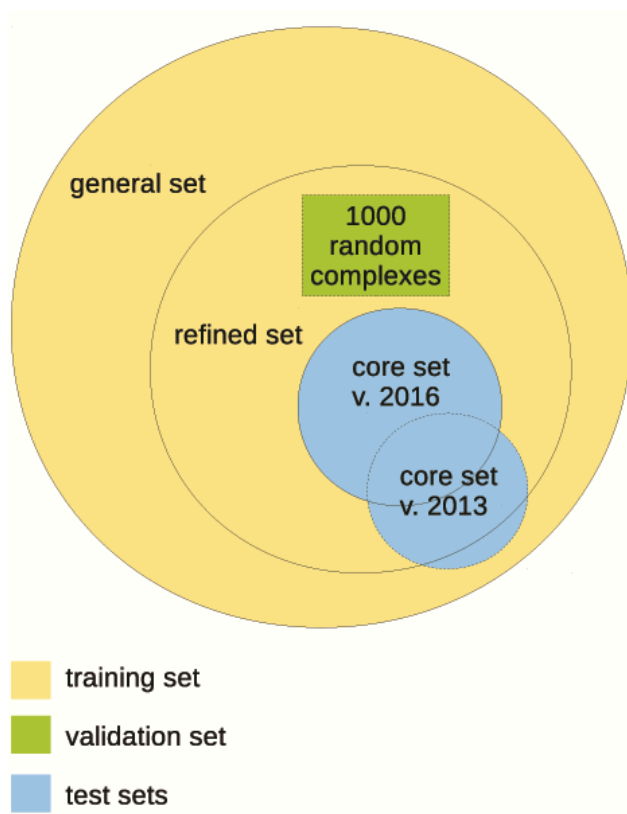 general set
1000
random
complexes
refined set
core set
v. 2016
core set
v. 2013
training set
validation set
test sets